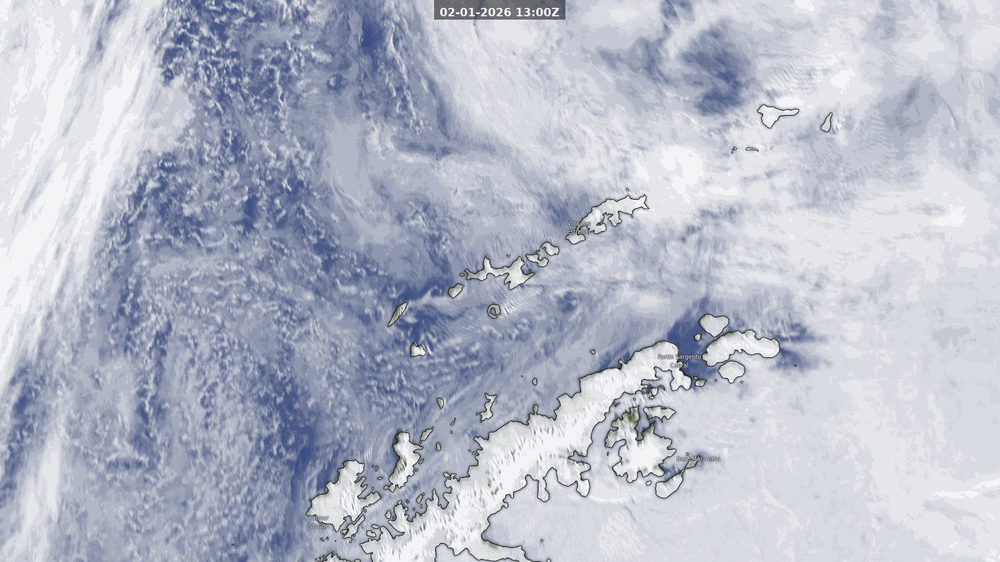 02-01-2026 13:00Z
Villa Las
Estrellas
Fortín Sargento
Cabral
Base Marambio
Palmer
Station